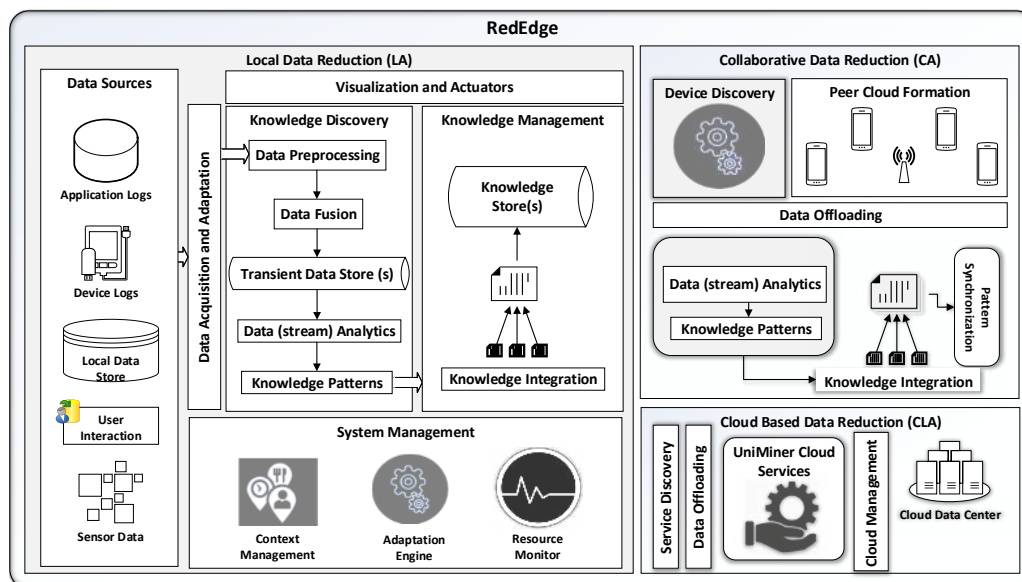 RedEdge
Local Data Reduction (LA)
Data Sources
Application Logs
Device Logs
Local Data
Store
User
Interaction
Sensor Data
Data Acquisition and Adaptation
Visualization and Actuators
Knowledge Discovery
Data Preprocessing
Data Fusion
Transient Data Store (s)
Data (stream) Analytics
Knowledge Patterns
Knowledge Management
Knowledge
Store(s)
Knowledge Integration
System Management
Context
Management
Adaptation
Engine
Resource
Monitor
Collaborative Data Reduction (CA)
Device Discovery
Peer Cloud Formation
Data Offloading
Data (stream) Analytics
Knowledge Patterns
Knowledge Integration
Pattern
Synchronization
Cloud Based Data Reduction (CLA)
Service Discovery
Data Offloading
UniMiner Cloud
Services
Cloud Management
Cloud Data Center